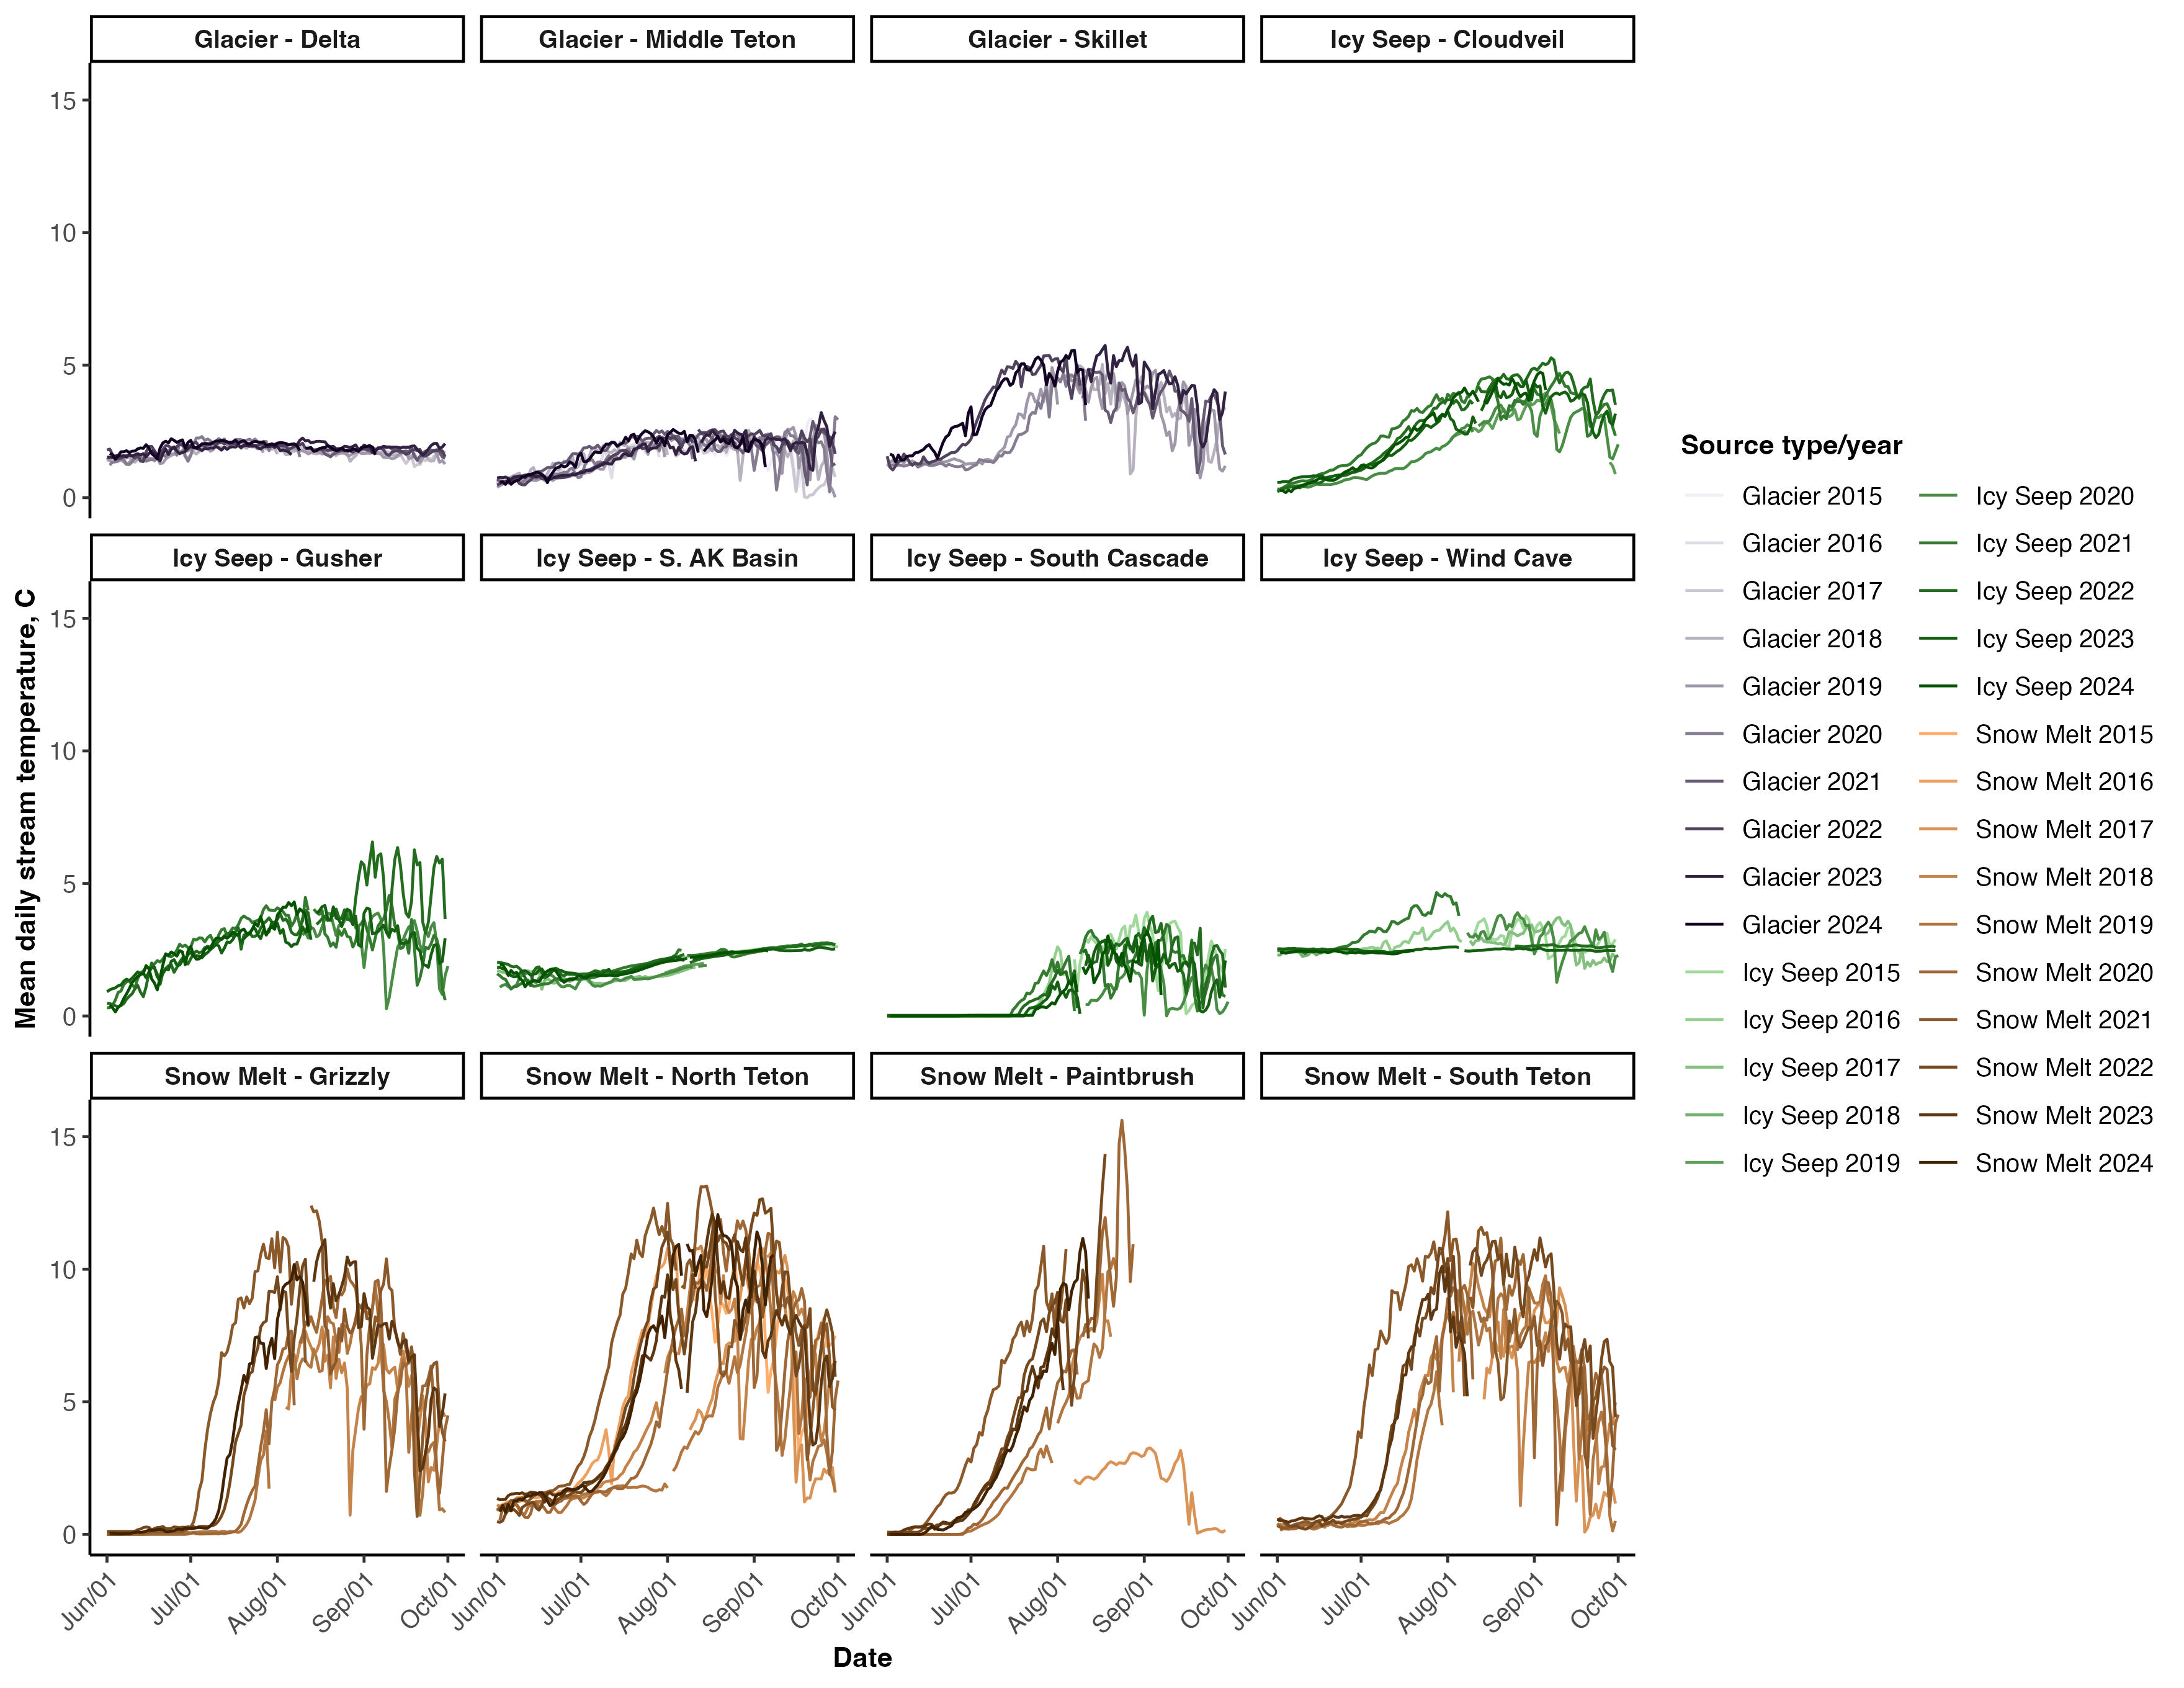 Glacier - Delta
Glacier - Middle Teton
Glacier - Skillet
Icy Seep - Cloudveil
15
10
5
0
Icy Seep - Gusher
Icy Seep - S. AK Basin
Icy Seep - South Cascade
Icy Seep - Wind Cave
15
10
5
0
Snow Melt - Grizzly
Snow Melt - North Teton
Snow Melt - Paintbrush
Snow Melt - South Teton
15
10
5
0
Jun/01
Jul/01
Aug/01
Sep/01
Oct/01
Jun/01
Jul/01
Aug/01
Sep/01
Oct/01
Jun/01
Jul/01
Aug/01
Sep/01
Oct/01
Jun/01
Jul/01
Aug/01
Sep/01
Oct/01
Date
Mean daily stream temperature, C
Source type/year
Glacier 2015
Glacier 2016
Glacier 2017
Glacier 2018
Glacier 2019
Glacier 2020
Glacier 2021
Glacier 2022
Glacier 2023
Glacier 2024
Icy Seep 2015
Icy Seep 2016
Icy Seep 2017
Icy Seep 2018
Icy Seep 2019
Icy Seep 2020
Icy Seep 2021
Icy Seep 2022
Icy Seep 2023
Icy Seep 2024
Snow Melt 2015
Snow Melt 2016
Snow Melt 2017
Snow Melt 2018
Snow Melt 2019
Snow Melt 2020
Snow Melt 2021
Snow Melt 2022
Snow Melt 2023
Snow Melt 2024